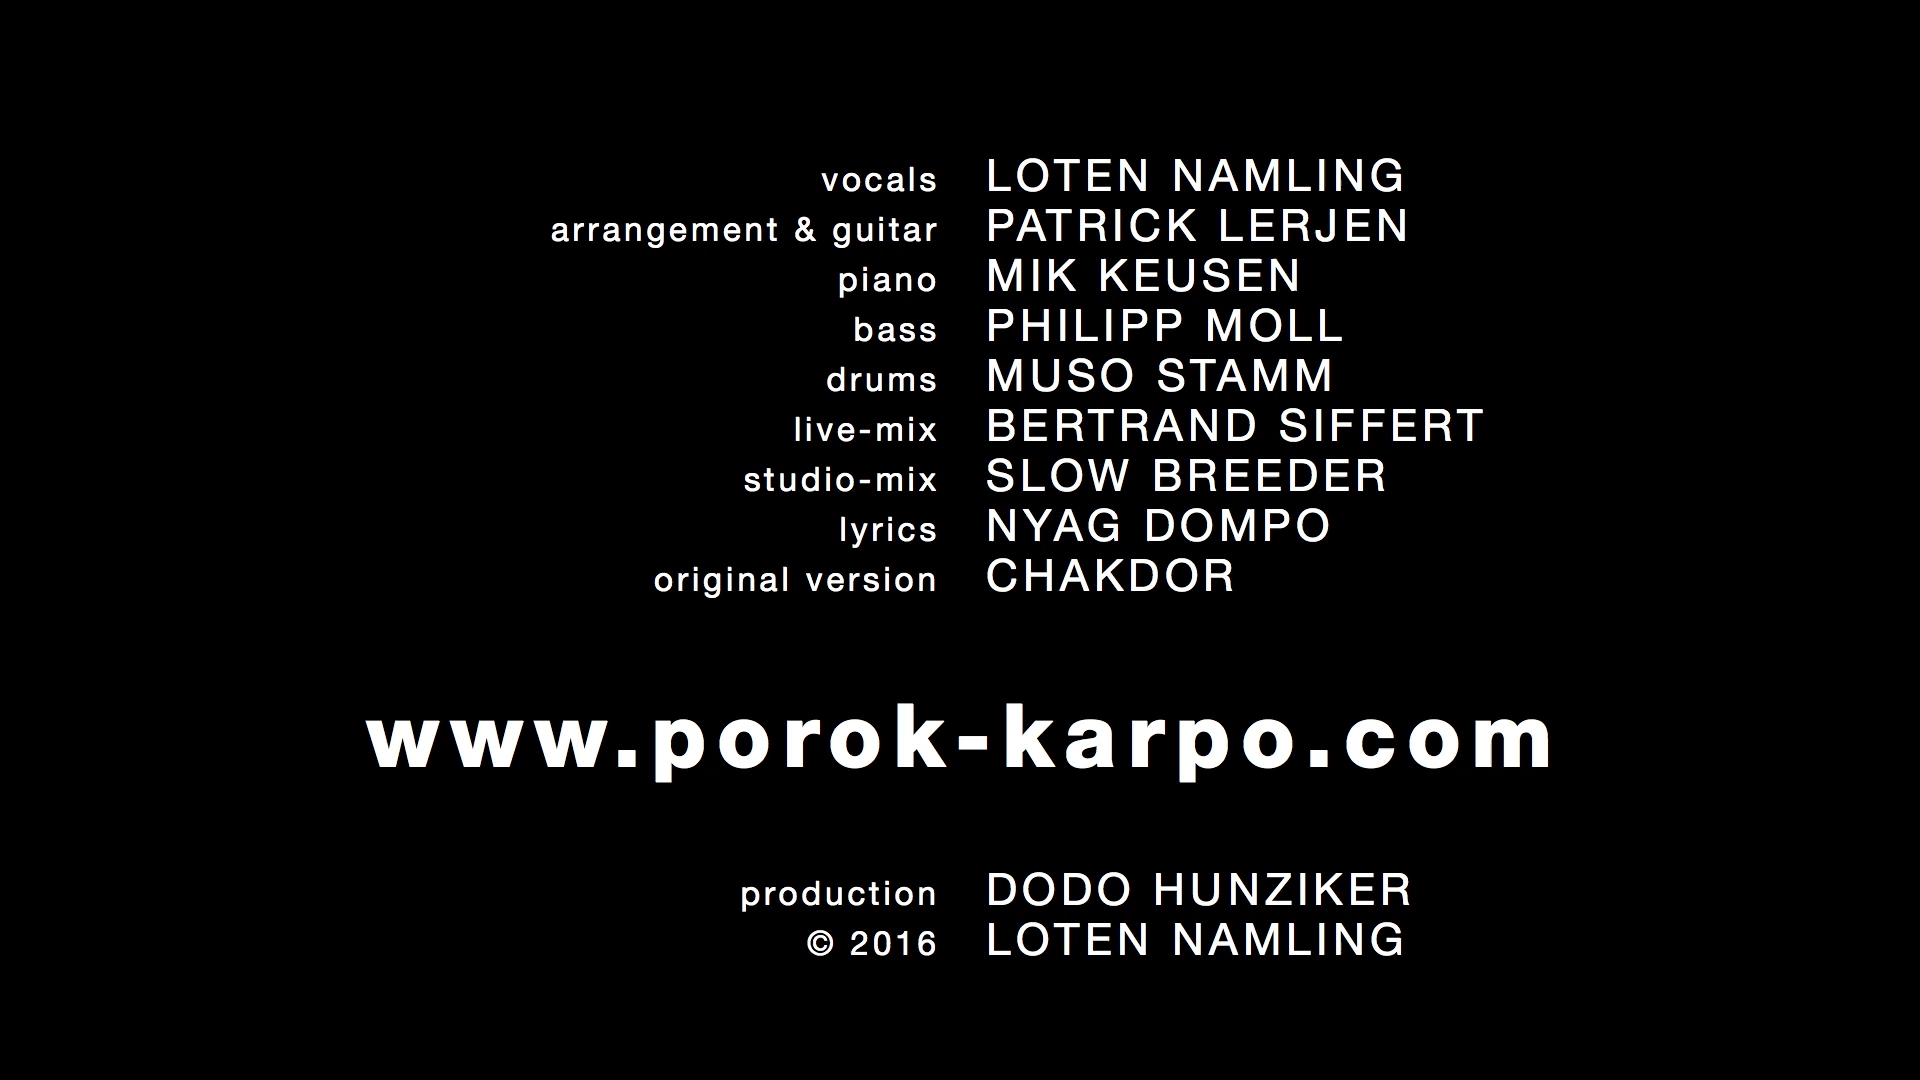 vocals LOTEN NAMLING
arrangement & guitar PATRICK LERJEN
piano MIK KEUSEN
bass PHILIPP MOLL
drums MUSO STAMM
live-mix BERTRAND SIFFERT
studio-mix SLOW BREEDER
lyrics NYAG DOMPO
original version CHAKDOR
www.porok-karpo.com
production DODO HUNZIKER
© 2016 LOTEN NAMLING